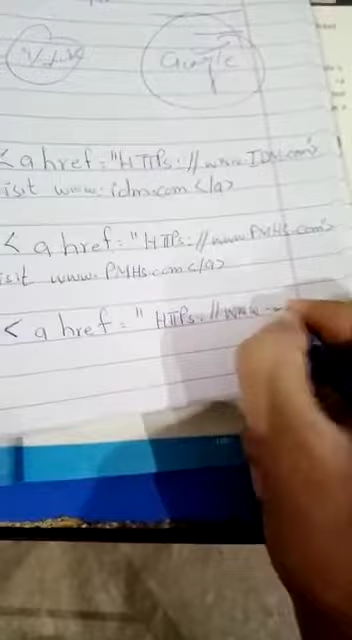 Google
<a href="HTTPs://www.IDM.com">
isit www.idm.com</a>
<a href="HTTPs://www.PMHs.com">
isit www.PMHs.com</a>
<a href="HTTPs://www.